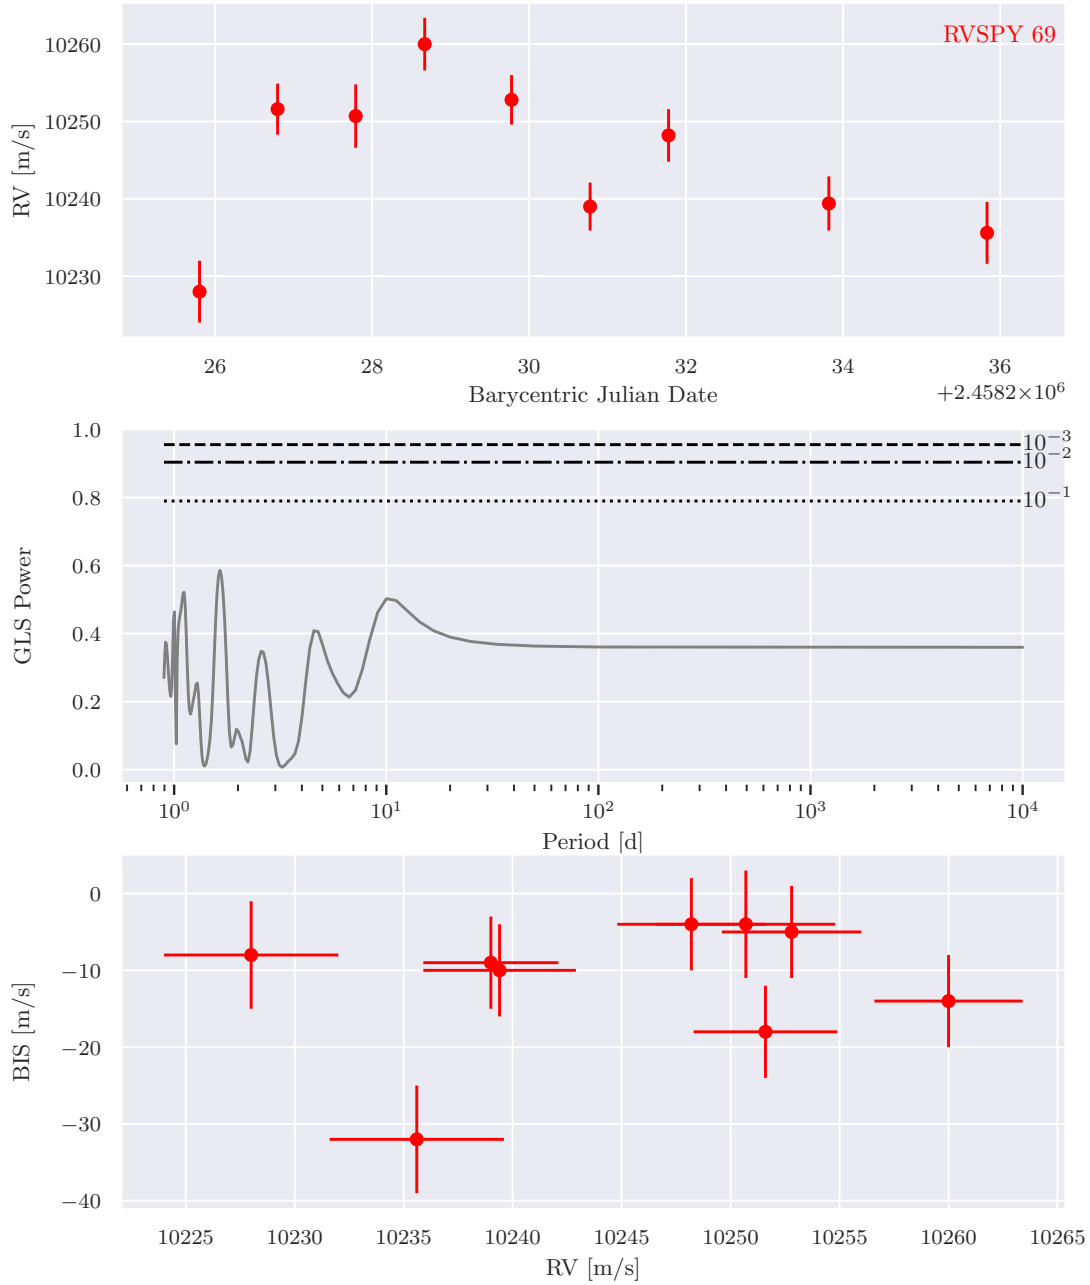 RVSPY 69
RV [m/s]
10260
10250
10240
10230
26 28 30 32 34 36
Barycentric Julian Date
+2.4582×10⁶
GLS Power
1.0
0.8
0.6
0.4
0.2
0.0
10⁻³
10⁻²
10⁻¹
10⁰ 10¹ 10² 10³ 10⁴
Period [d]
BIS [m/s]
0
−10
−20
−30
−40
10225 10230 10235 10240 10245 10250 10255 10260 10265
RV [m/s]